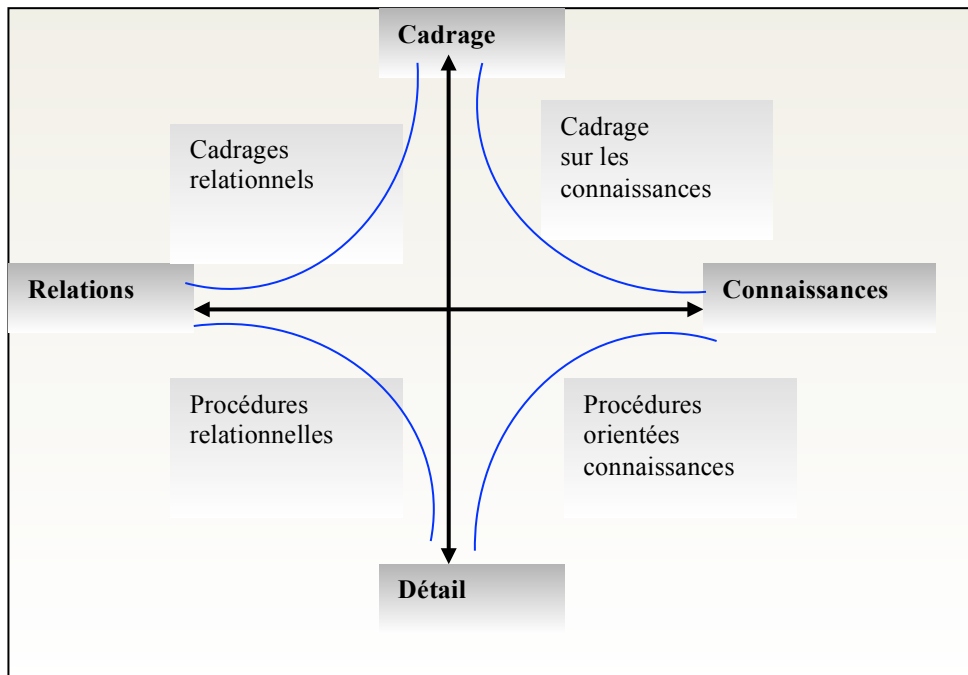 Cadrage
Cadrages
relationnels
Cadrage
sur les
connaissances
Relations
Connaissances
Procédures
relationnelles
Procédures
orientées
connaissances
Détail